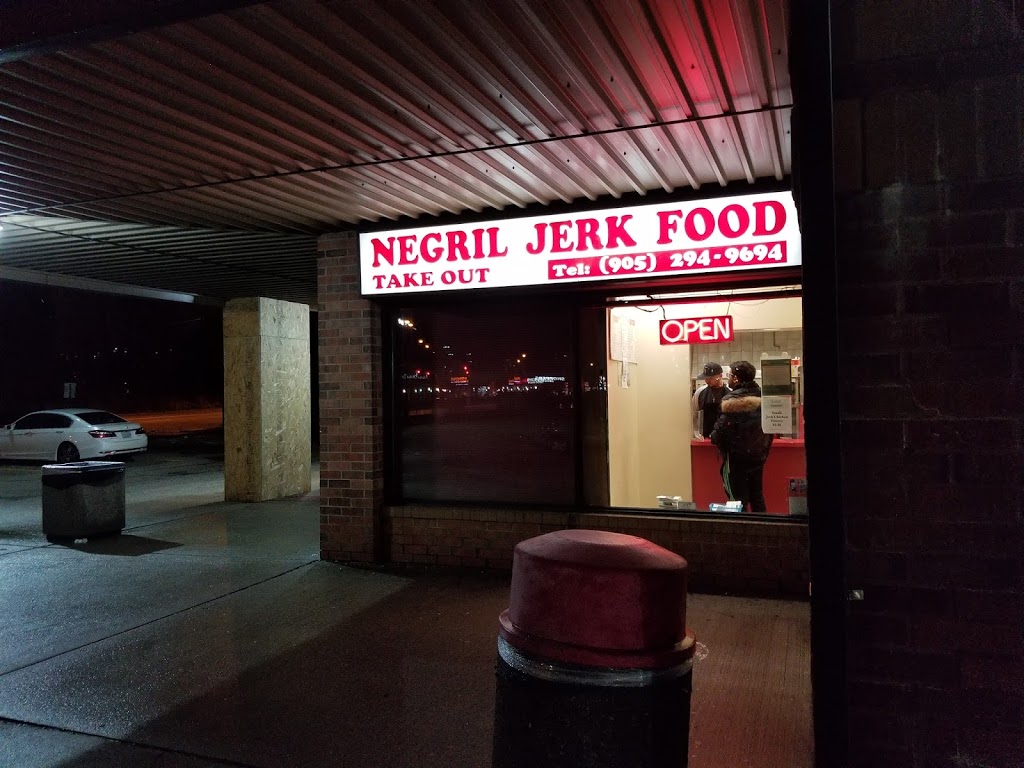 NEGRIL JERK FOOD
TAKE OUT
Tel: (905) 294-9694
OPEN